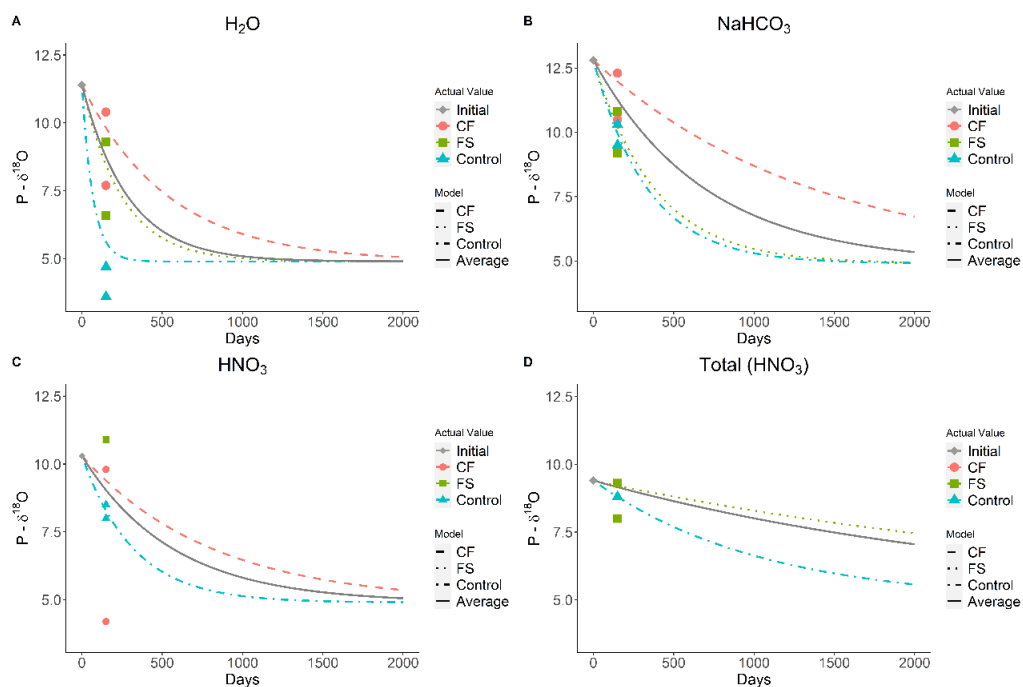 A
H₂O
12.5
10.0
7.5
5.0
P - δ¹⁸O
0
500
1000
1500
2000
Days
Actual Value
Initial
CF
FS
Control
Model
CF
FS
Control
Average
B
NaHCO₃
12.5
10.0
7.5
5.0
P - δ¹⁸O
0
500
1000
1500
2000
Days
Actual Value
Initial
CF
FS
Control
Model
CF
FS
Control
Average
C
HNO₃
12.5
10.0
7.5
5.0
P - δ¹⁸O
0
500
1000
1500
2000
Days
Actual Value
Initial
CF
FS
Control
Model
CF
FS
Control
Average
D
Total (HNO₃)
12.5
10.0
7.5
5.0
P - δ¹⁸O
0
500
1000
1500
2000
Days
Actual Value
Initial
CF
FS
Control
Model
CF
FS
Control
Average